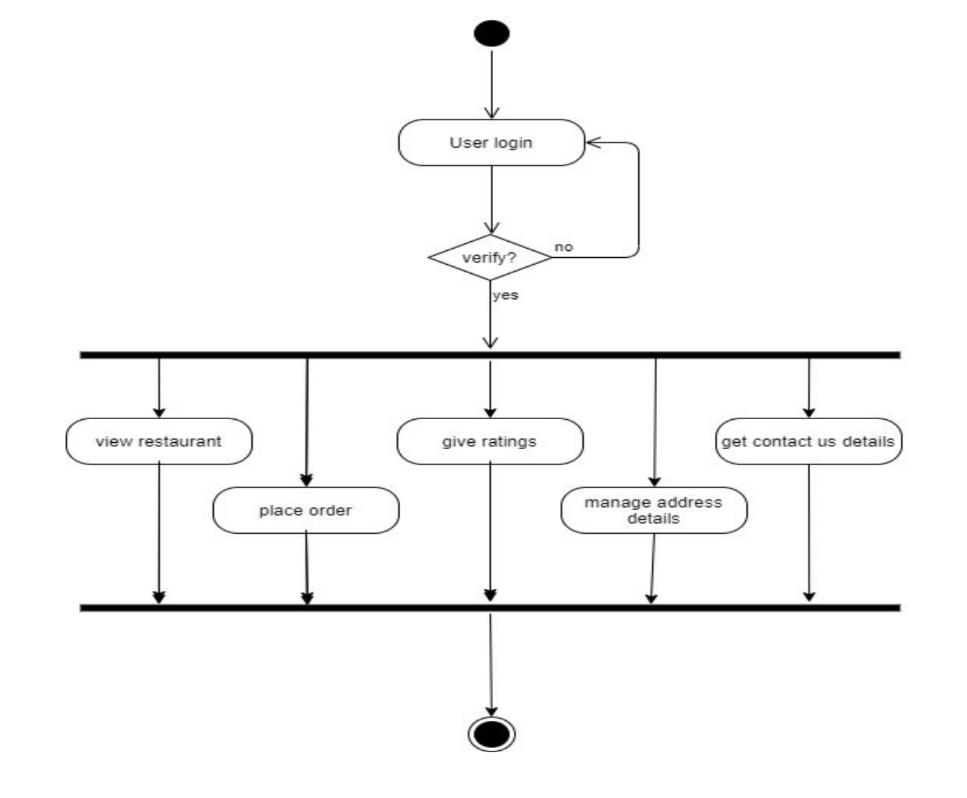 User login
verify?
no
yes
view restaurant
give ratings
get contact us details
place order
manage address
details